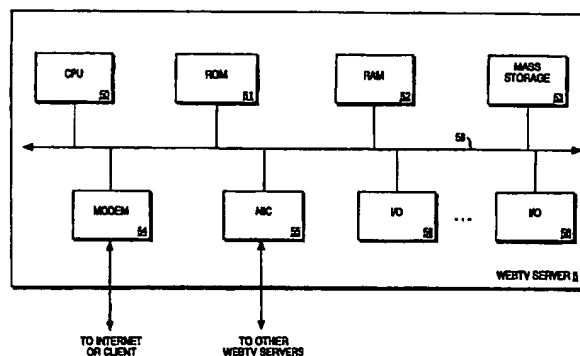 CPU
50
ROM
51
RAM
52
MASS
STORAGE
53
MODEM
54
NIC
55
I/O
...
I/O
WEBTV SERVER 5
TO INTERNET
OR CLIENT
TO OTHER
WEBTV SERVERS